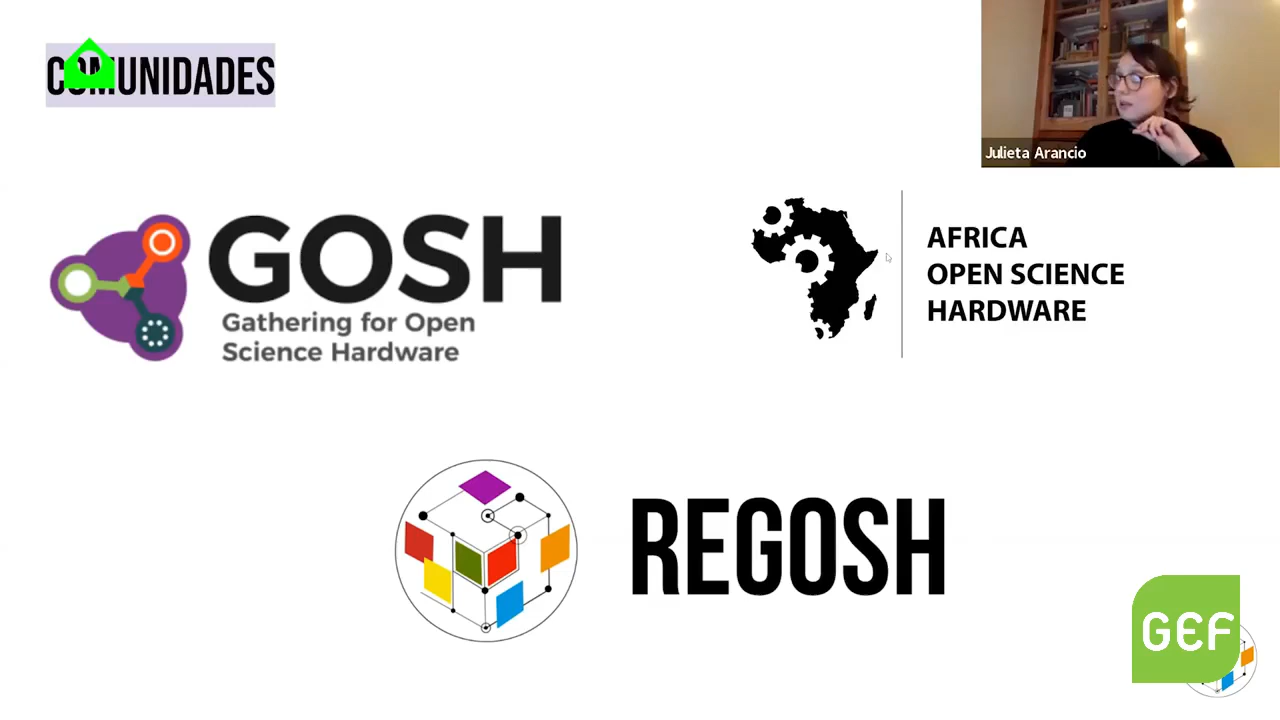 COMUNIDADES
Julieta Arancio
GOSH
Gathering for Open
Science Hardware
AFRICA
OPEN SCIENCE
HARDWARE
REGOSH
GEF